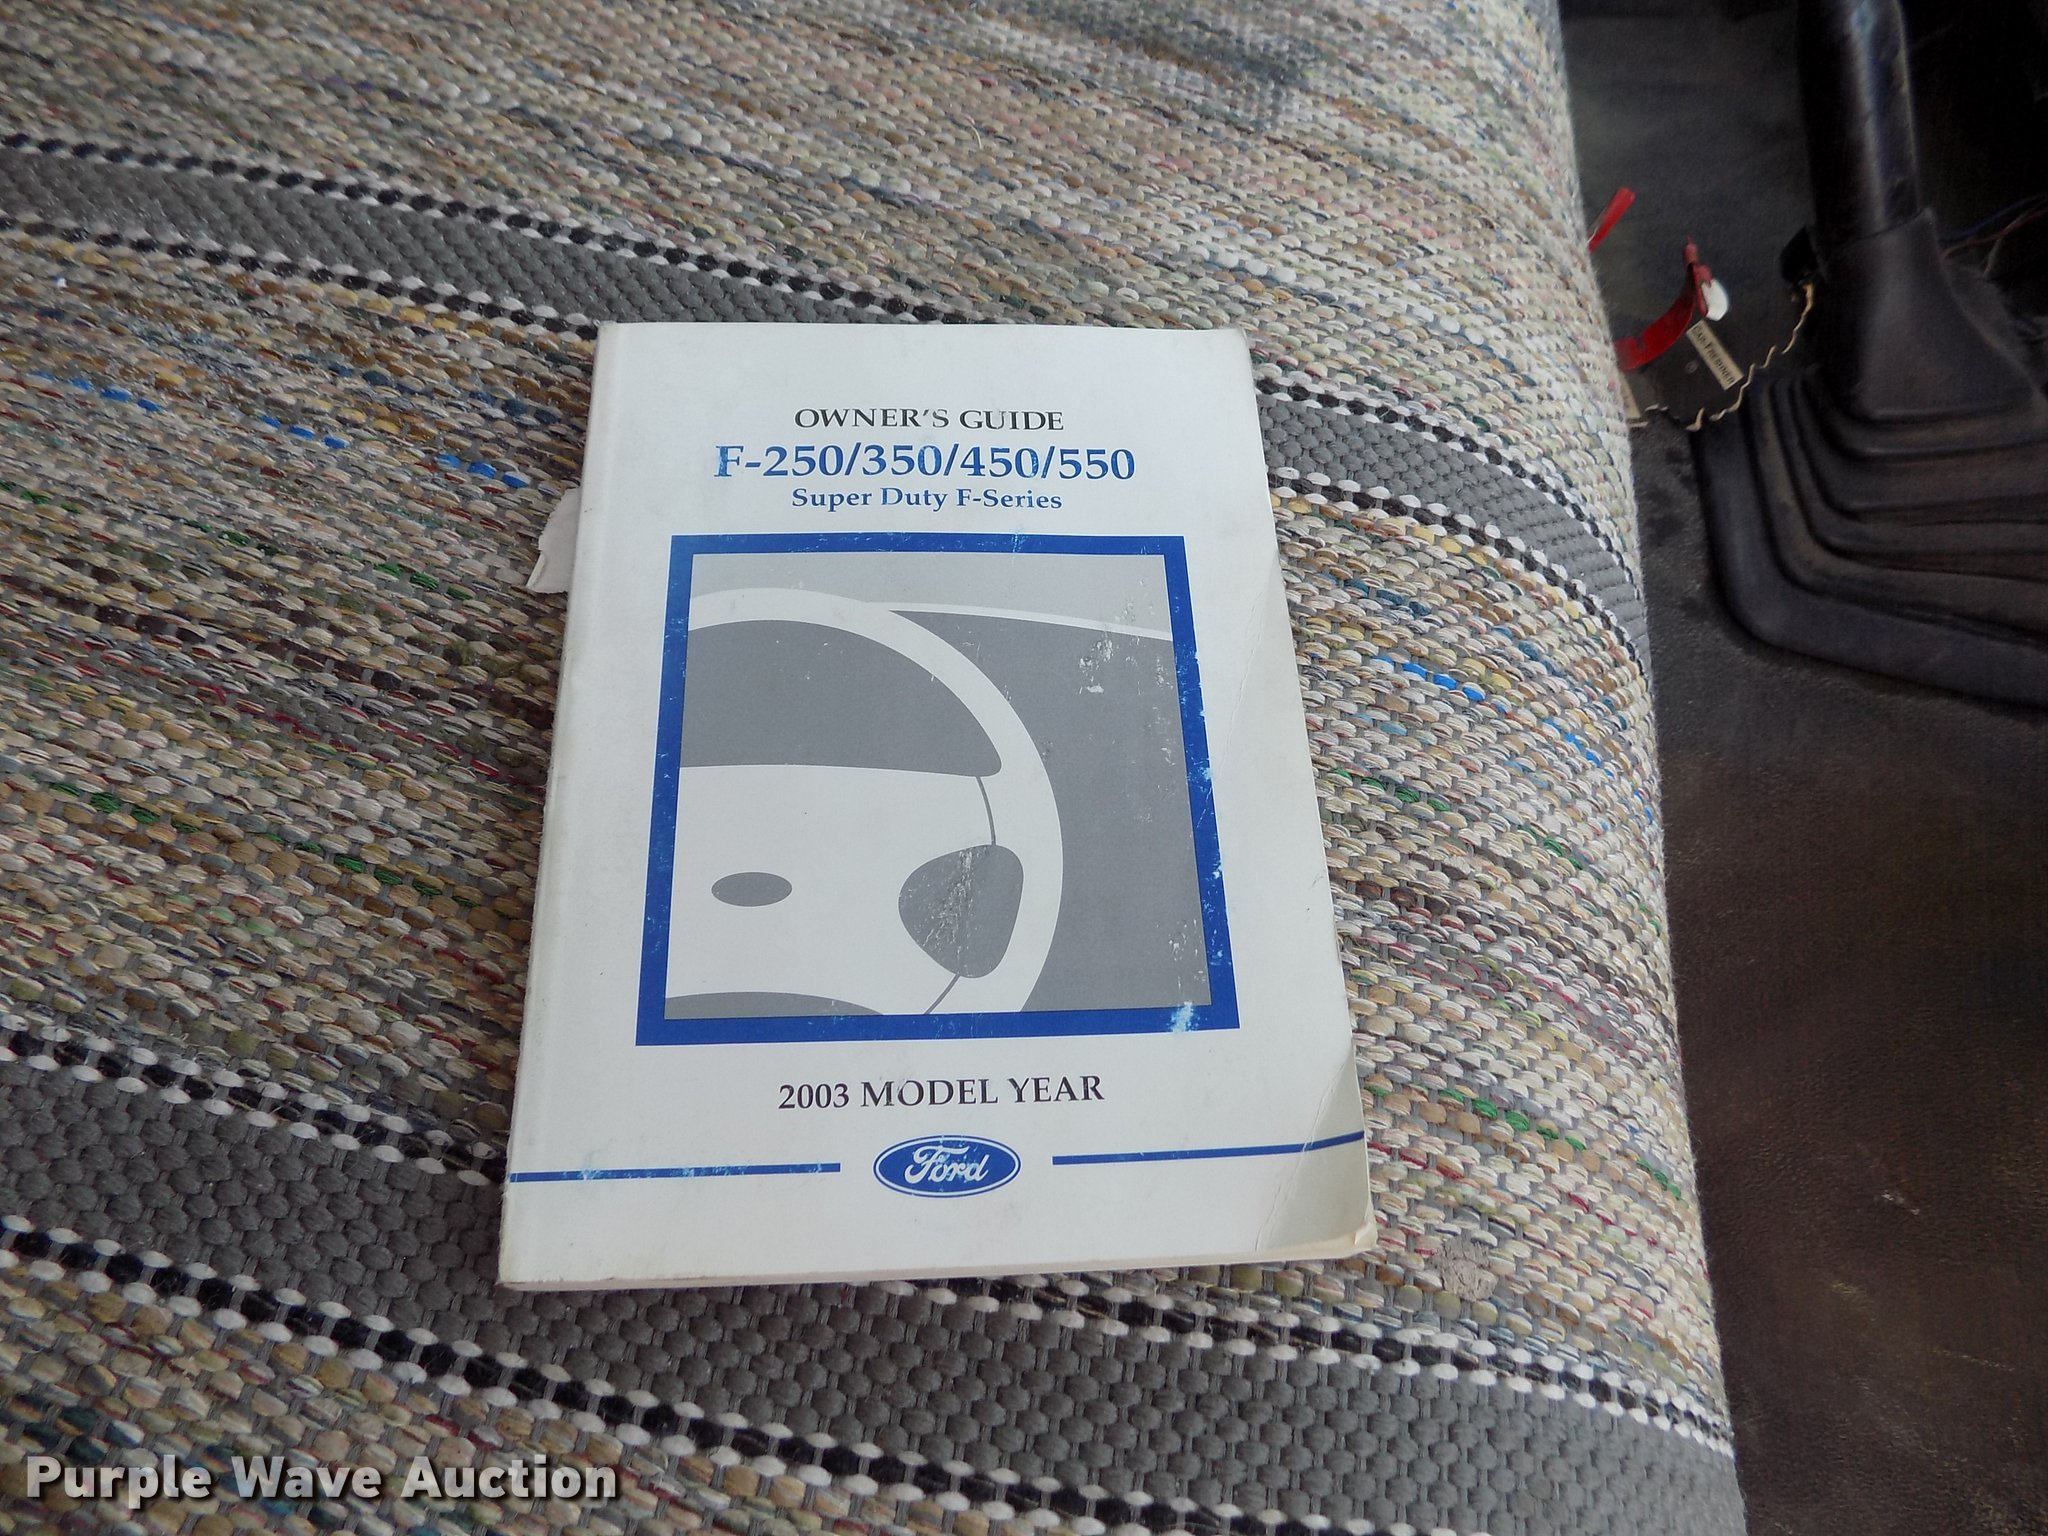 OWNER'S GUIDE
F-250/350/450/550
Super Duty F-Series
2003 MODEL YEAR
Ford
Purple Wave Auction